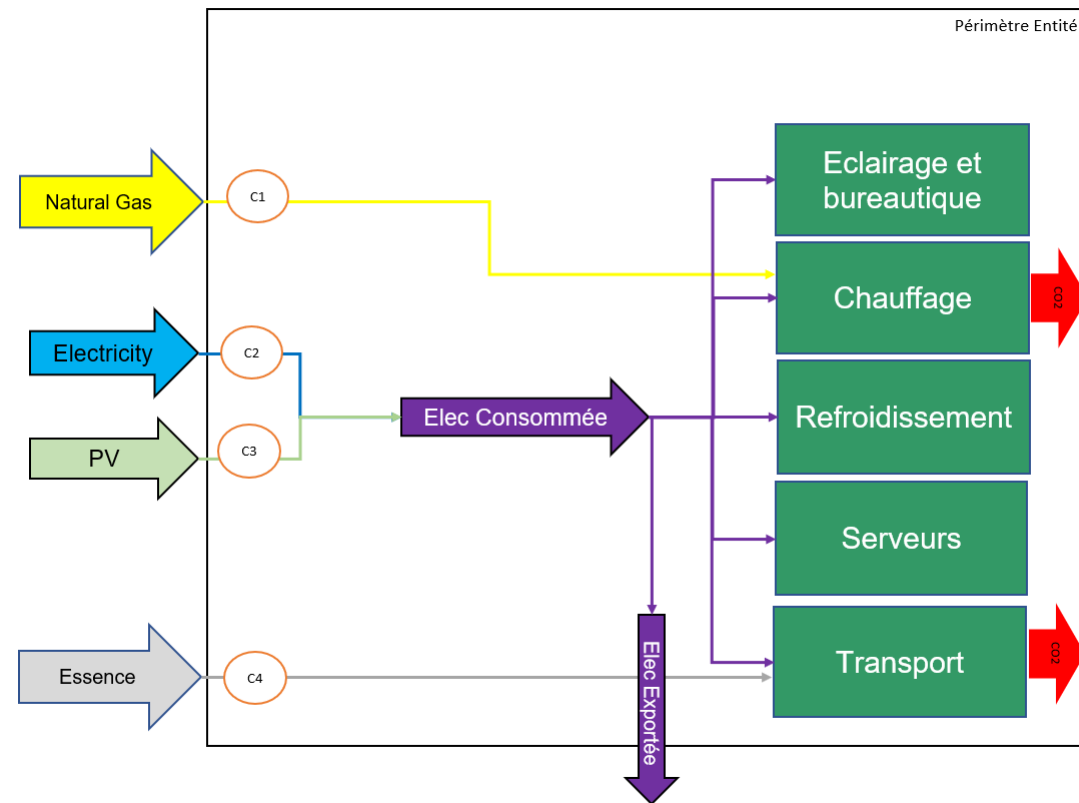 Périmètre Entité
Natural Gas
C1
Eclairage et
bureautique
Chauffage
CO2
Electricity
C2
Elec Consommée
Refroidissement
PV
C3
Serveurs
Essence
C4
Elec Exportée
Transport
CO2